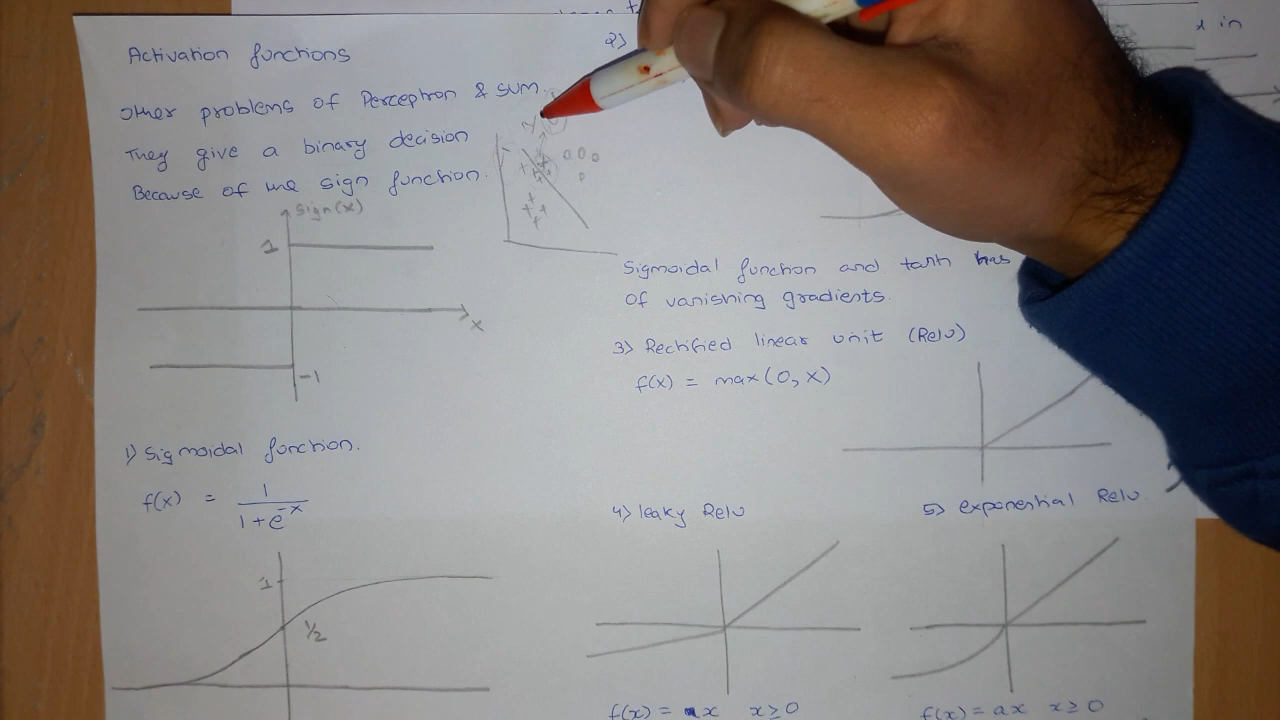 Activation functions
Other problems of Perceptron & SVM.
They give a binary decision
Because of the sign function.
sign(x)
1
x
-1
1) Sigmoidal function.
f(x) = 1 / 1+e^-x
1
1/2
2)
Sigmoidal function and tanh has
of vanishing gradients.
3) Rectified linear unit (Relu)
f(x) = max(0, x)
4) leaky Relu
f(x) = x x≥0
5) exponential Relu
f(x) = ax x≥0
in